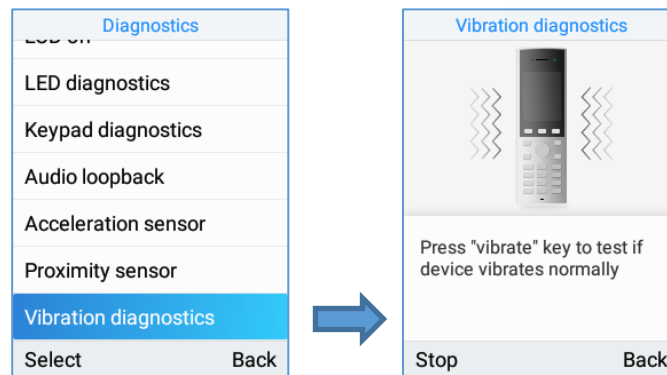 Diagnostics
LED diagnostics
Keypad diagnostics
Audio loopback
Acceleration sensor
Proximity sensor
Vibration diagnostics
Select Back
Vibration diagnostics
Press "vibrate" key to test if
device vibrates normally
Stop Back